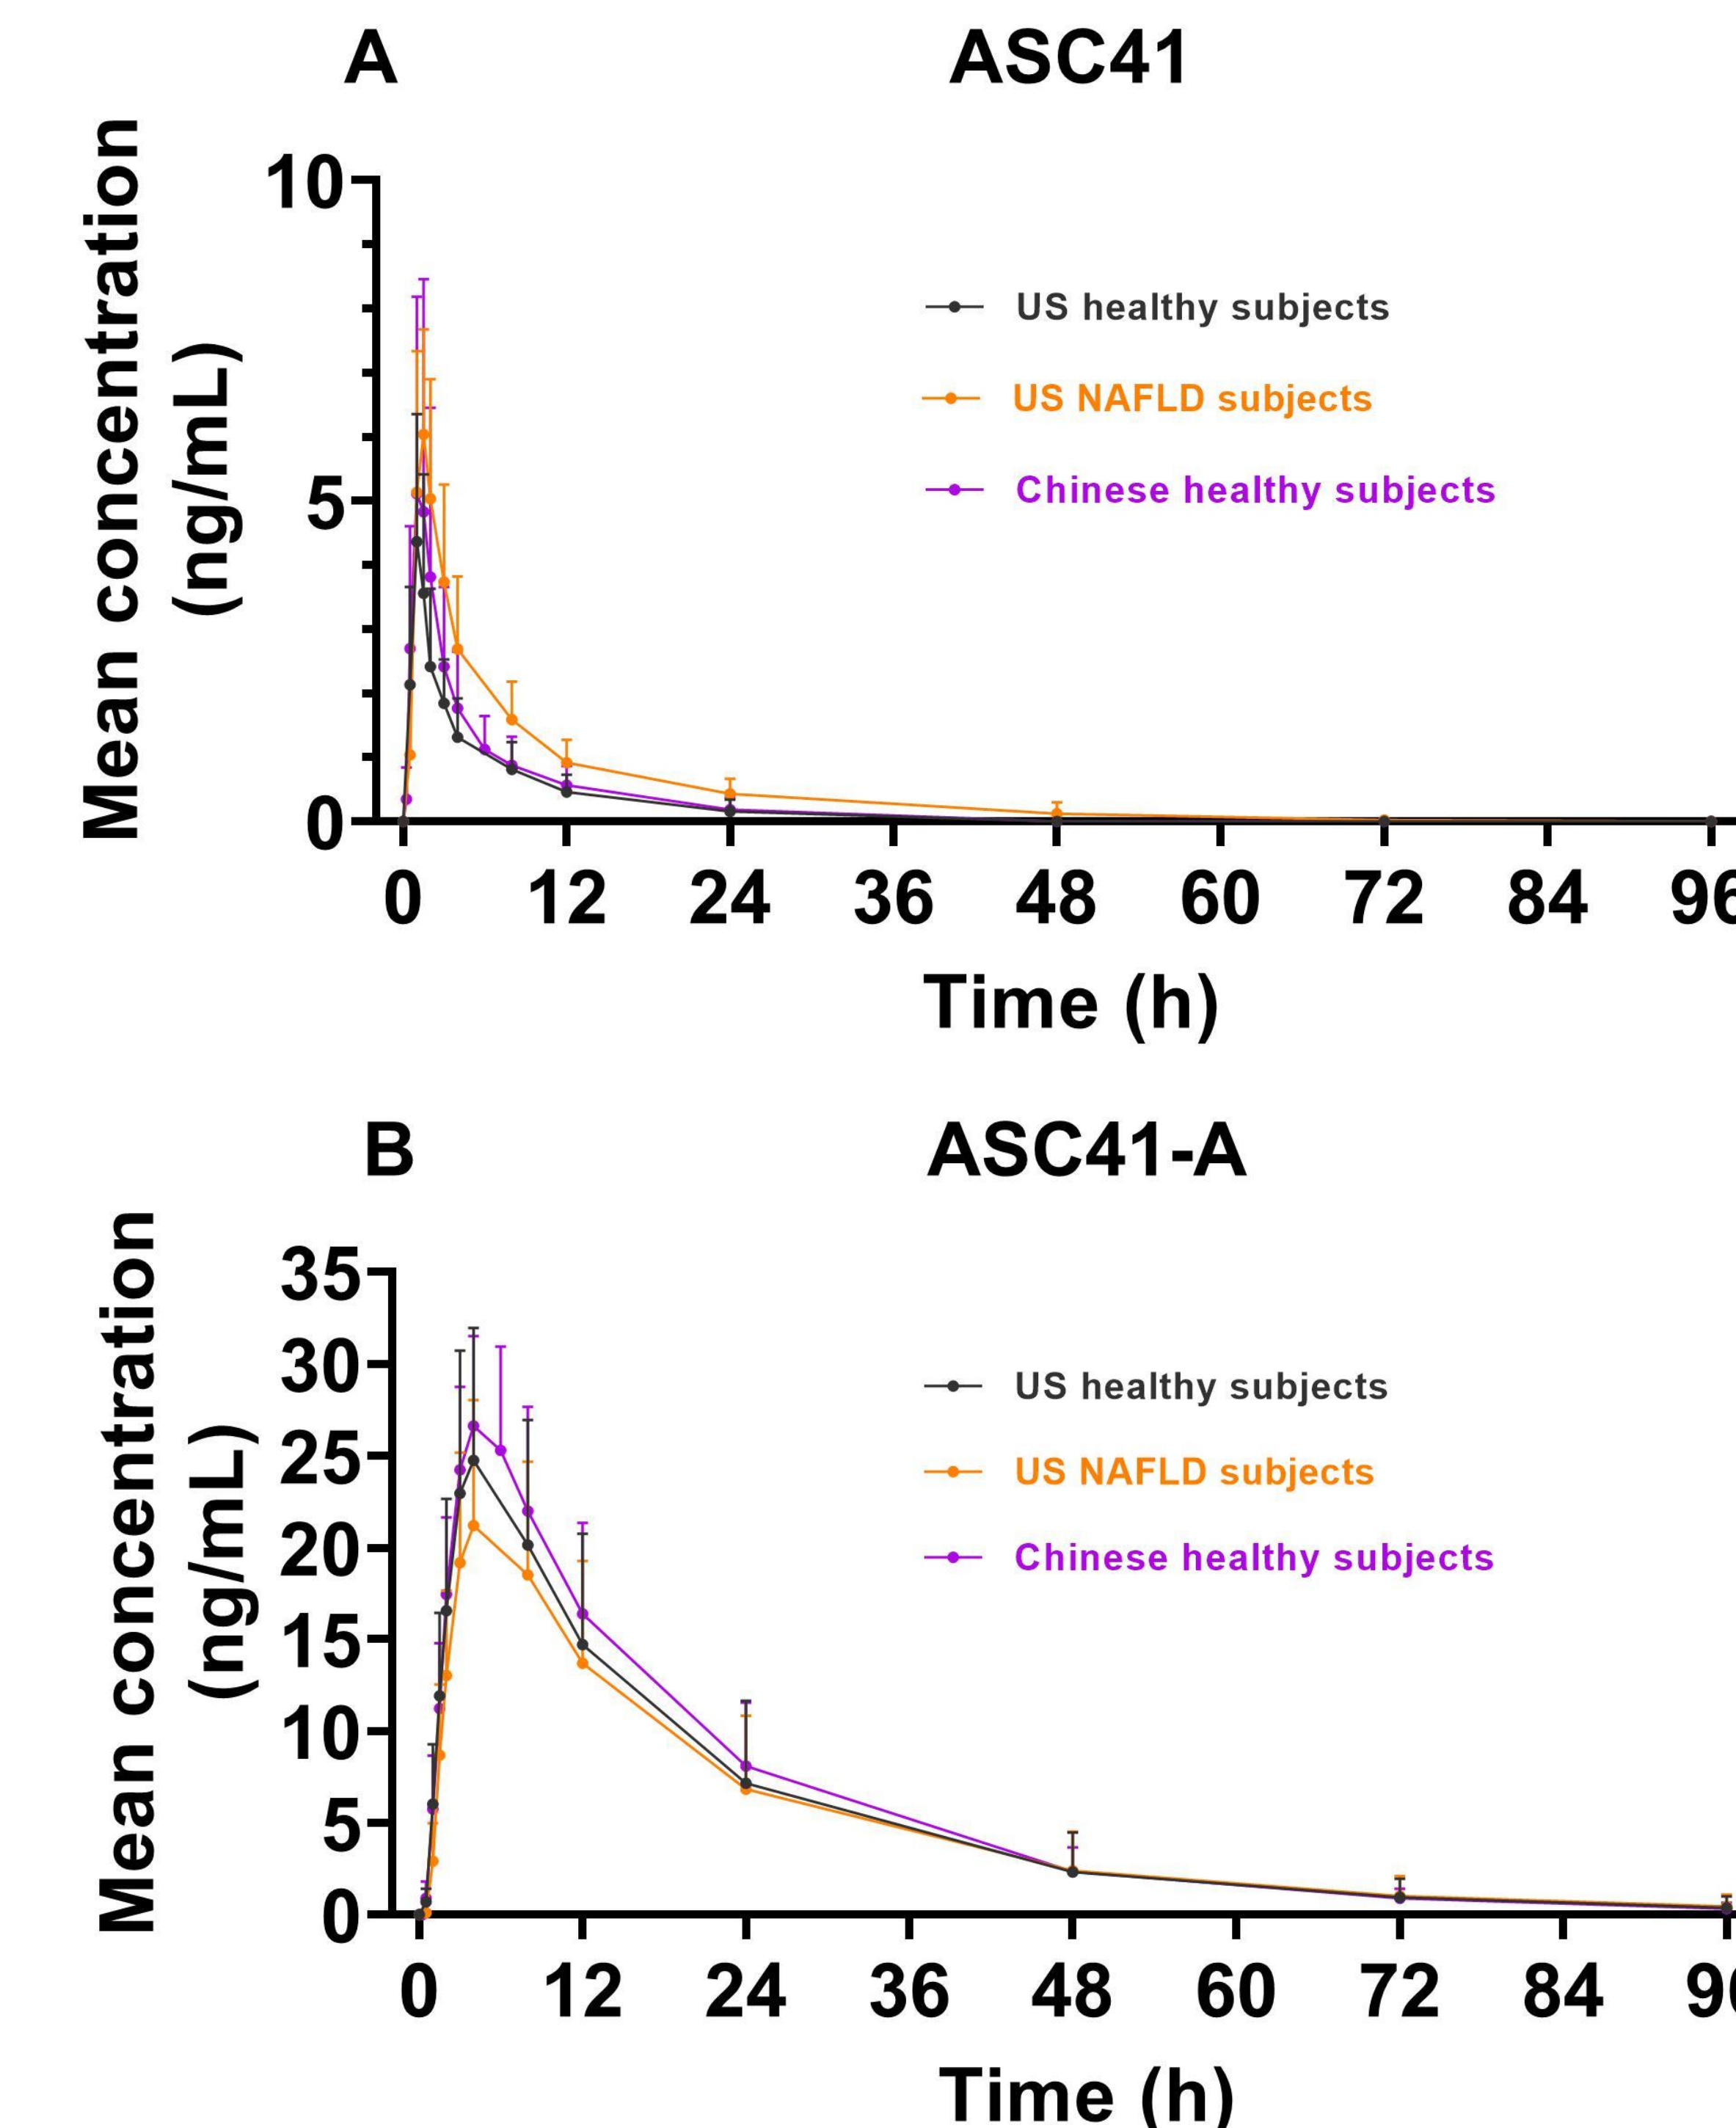 A
ASC41
Mean concentration
(ng/mL)
10
5
0
US healthy subjects
US NAFLD subjects
Chinese healthy subjects
0 12 24 36 48 60 72 84 96
Time (h)
B
ASC41-A
Mean concentration
(ng/mL)
35
30
25
20
15
10
5
0
US healthy subjects
US NAFLD subjects
Chinese healthy subjects
0 12 24 36 48 60 72 84
Time (h)